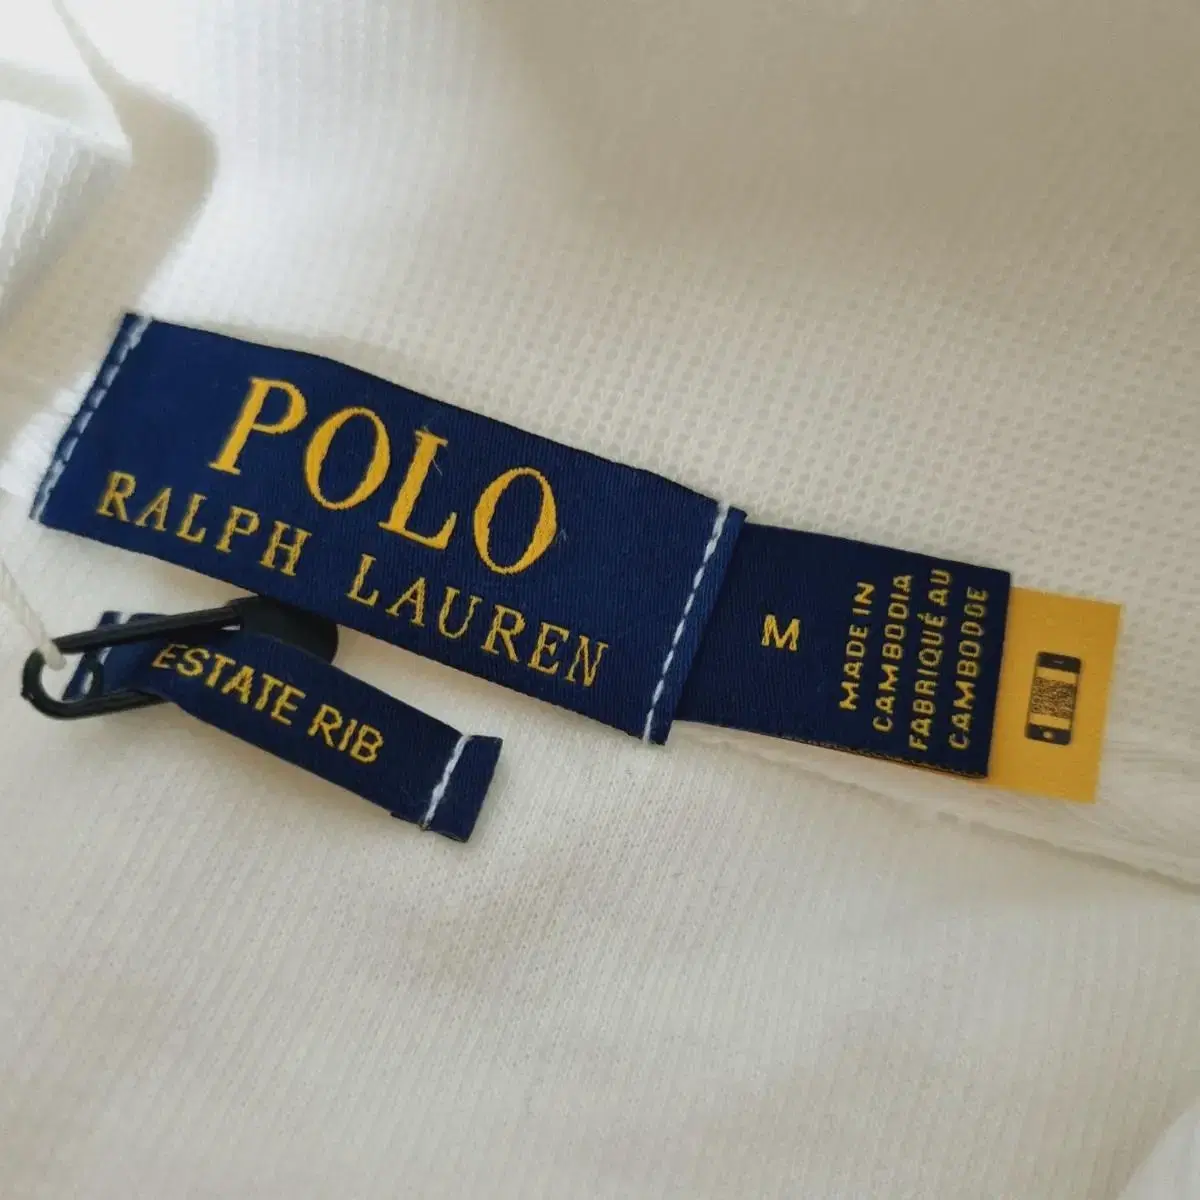 POLO
RALPH LAUREN
ESTATE RIB
M
MADE IN
CAMBODIA
FABRIQUÉ AU
CAMBODGE